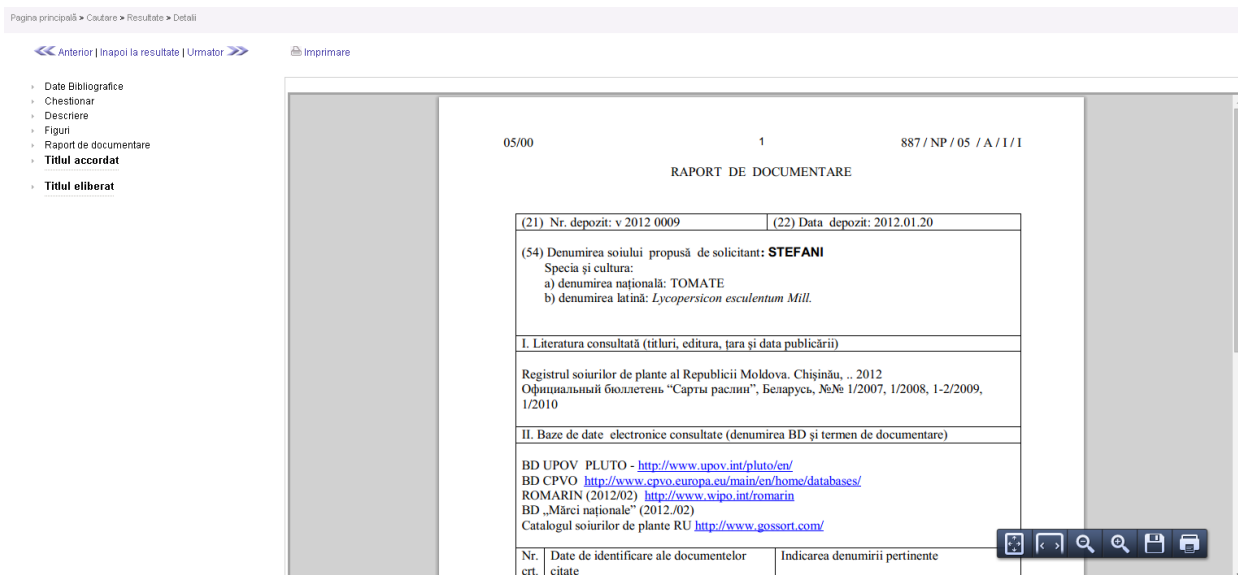 Pagina principală > Cautare > Resultate > Detalii
Anterior | Inapoi la resultate | Urmator
Imprimare
Date Bibliografice
Chestionar
Descriere
Figuri
Raport de documentare
Titlul accordat
Titlul eliberat
05/00 1 887 / NP / 05 / A / I / I
RAPORT DE DOCUMENTARE
(21) Nr. depozit: v 2012 0009 (22) Data depozit: 2012.01.20
(54) Denumirea soiului propusă de solicitant: STEFANI
Specia și cultura:
a) denumirea națională: TOMATE
b) denumirea latină: Lycopersicon esculentum Mill.
I. Literatura consultată (titluri, editura, țara și data publicării)
Registrul soiurilor de plante al Republicii Moldova. Chișinău, .. 2012
Официальный бюллетень “Сарты раслин”, Беларусь, №№ 1/2007, 1/2008, 1-2/2009,
1/2010
II. Baze de date electronice consultate (denumirea BD și termen de documentare)
BD UPOV PLUTO - http://www.upov.int/pluto/en/
BD CPVO http://www.cpvo.europa.eu/main/en/home/databases/
ROMARIN (2012/02) http://www.wipo.int/romarin
BD „Mărci naționale” (2012./02)
Catalogul soiurilor de plante RU http://www.gossort.com/
Nr. Date de identificare ale documentelor Indicarea denumirii pertinente
crt. citate